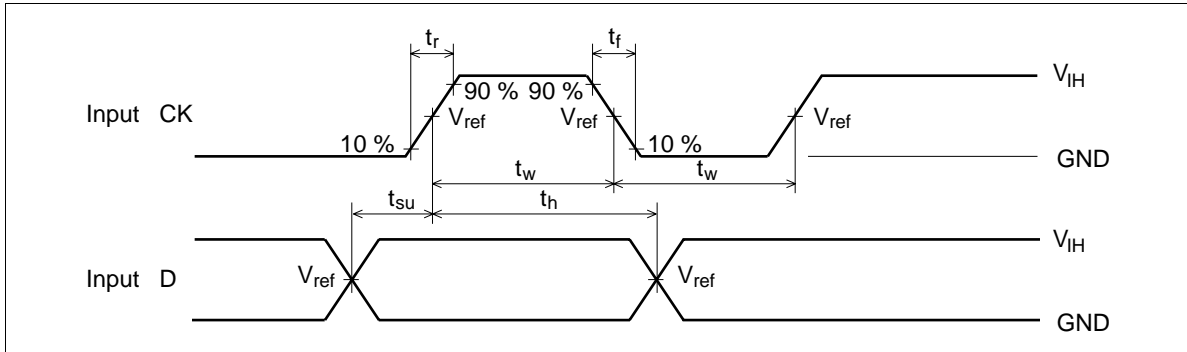 tr tf
VIH
90 % 90 %
Input CK Vref Vref Vref
10 % 10 %
GND
tw tw
tsu th
VIH
Input D Vref Vref
GND